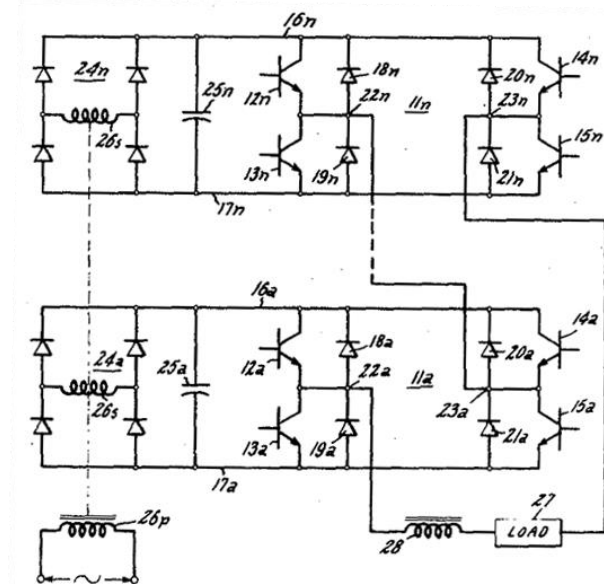 16n
24n
25n
12n
18n
22n
11n
20n
23n
14n
26s
13n
19n
21n
15n
17n
16a
24a
25a
12a
18a
22a
11a
20a
23a
14a
26s
13a
19a
21a
15a
17a
26p
28
27
LOAD